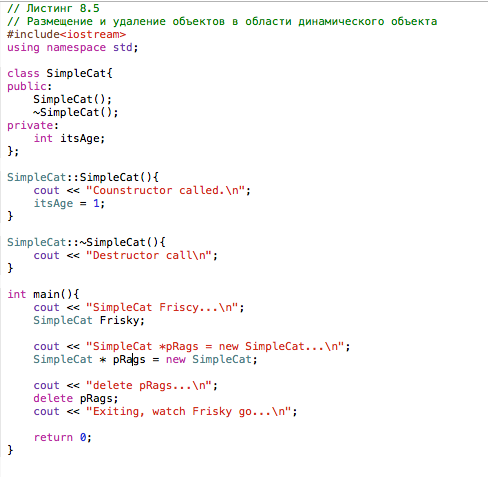 // Листинг 8.5
// Размещение и удаление объектов в области динамического объекта
#include<iostream>
using namespace std;
class SimpleCat{
public:
    SimpleCat();
    ~SimpleCat();
private:
    int itsAge;
};
SimpleCat::SimpleCat(){
    cout << "Counstructor called.\n";
    itsAge = 1;
}
SimpleCat::~SimpleCat(){
    cout << "Destructor call\n";
}
int main(){
    cout << "SimpleCat Friscy...\n";
    SimpleCat Frisky;
    cout << "SimpleCat *pRags = new SimpleCat...\n";
    SimpleCat * pRags = new SimpleCat;
    cout << "delete pRags...\n";
    delete pRags;
    cout << "Exiting, watch Frisky go...\n";
    return 0;
}